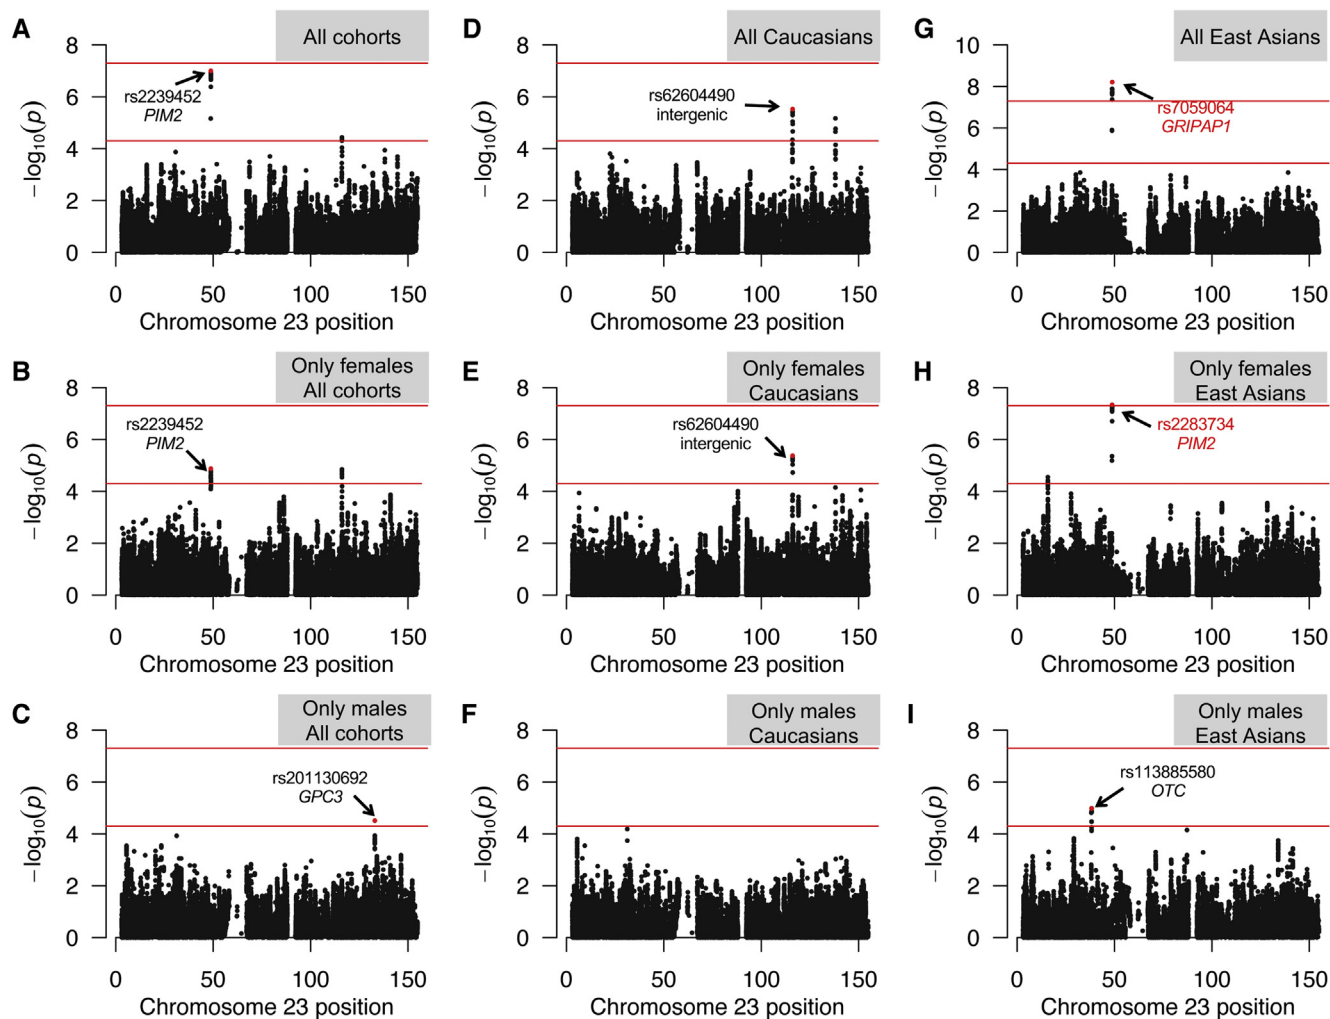 A
All cohorts
8
6
4
2
0
−log10(p)
rs2239452
PIM2
0 50 100 150
Chromosome 23 position
D
All Caucasians
8
6
4
2
0
−log10(p)
rs62604490
intergenic
0 50 100 150
Chromosome 23 position
G
All East Asians
10
8
6
4
2
0
−log10(p)
rs7059064
GRIPAP1
0 50 100 150
Chromosome 23 position
B
Only females
All cohorts
8
6
4
2
0
−log10(p)
rs2239452
PIM2
0 50 100 150
Chromosome 23 position
E
Only females
Caucasians
8
6
4
2
0
−log10(p)
rs62604490
intergenic
0 50 100 150
Chromosome 23 position
H
Only females
East Asians
8
6
4
2
0
−log10(p)
rs2283734
PIM2
0 50 100 150
Chromosome 23 position
C
Only males
All cohorts
8
6
4
2
0
−log10(p)
rs201130692
GPC3
0 50 100 150
Chromosome 23 position
F
Only males
Caucasians
8
6
4
2
0
−log10(p)
0 50 100 150
Chromosome 23 position
I
Only males
East Asians
8
6
4
2
0
−log10(p)
rs113885580
OTC
0 50 100 150
Chromosome 23 position